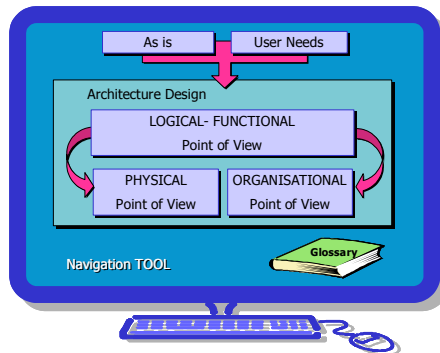 As is
User Needs
Architecture Design
LOGICAL- FUNCTIONAL
Point of View
PHYSICAL
Point of View
ORGANISATIONAL
Point of View
Glossary
Navigation TOOL